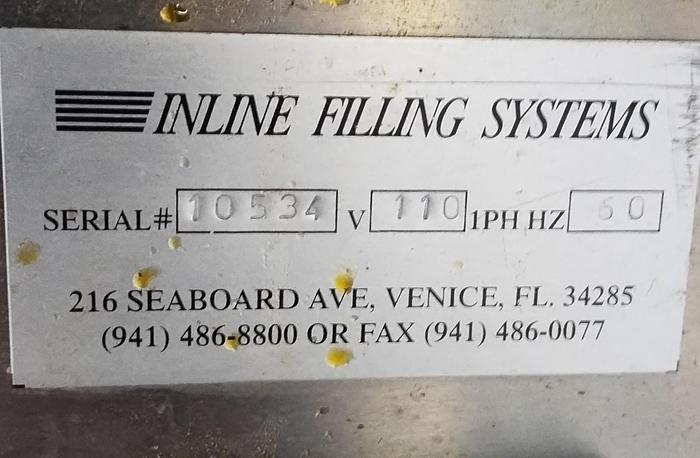 INLINE FILLING SYSTEMS
SERIAL# 10534 V 110 1PH HZ 60
216 SEABOARD AVE, VENICE, FL. 34285
(941) 486-8800 OR FAX (941) 486-0077